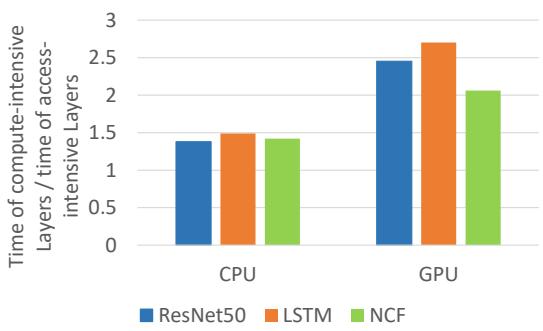 Time of compute-intensive
Layers / time of access-
intensive Layers
3
2.5
2
1.5
1
0.5
0
CPU
GPU
ResNet50
LSTM
NCF